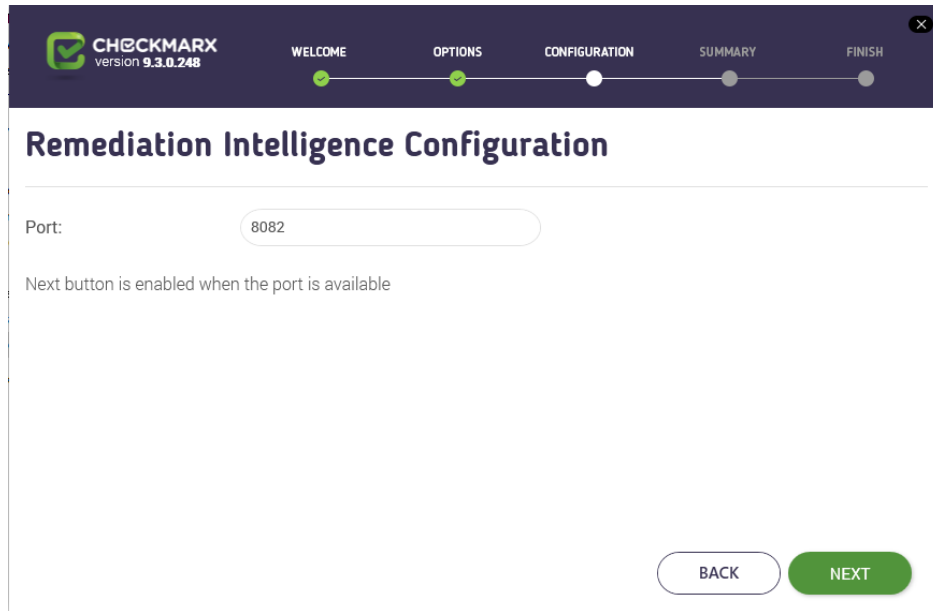 CHECKMARX
version 9.3.0.248
WELCOME
OPTIONS
CONFIGURATION
SUMMARY
FINISH
Remediation Intelligence Configuration
Port:
8082
Next button is enabled when the port is available
BACK
NEXT